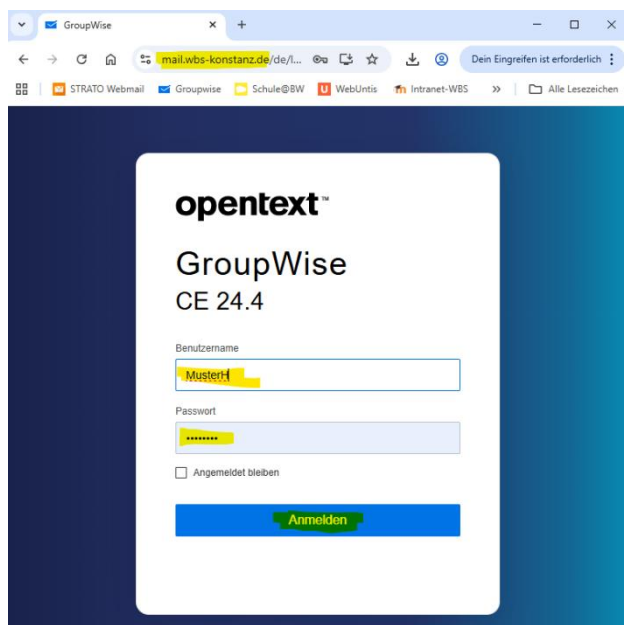 GroupWise
mail.wbs-konstanz.de/de/l...
Dein Eingreifen ist erforderlich
STRATO Webmail Groupwise Schule@BW WebUntis Intranet-WBS » Alle Lesezeichen
opentext™
GroupWise
CE 24.4
Benutzername
MusterH
Passwort
••••••••
Angemeldet bleiben
Anmelden